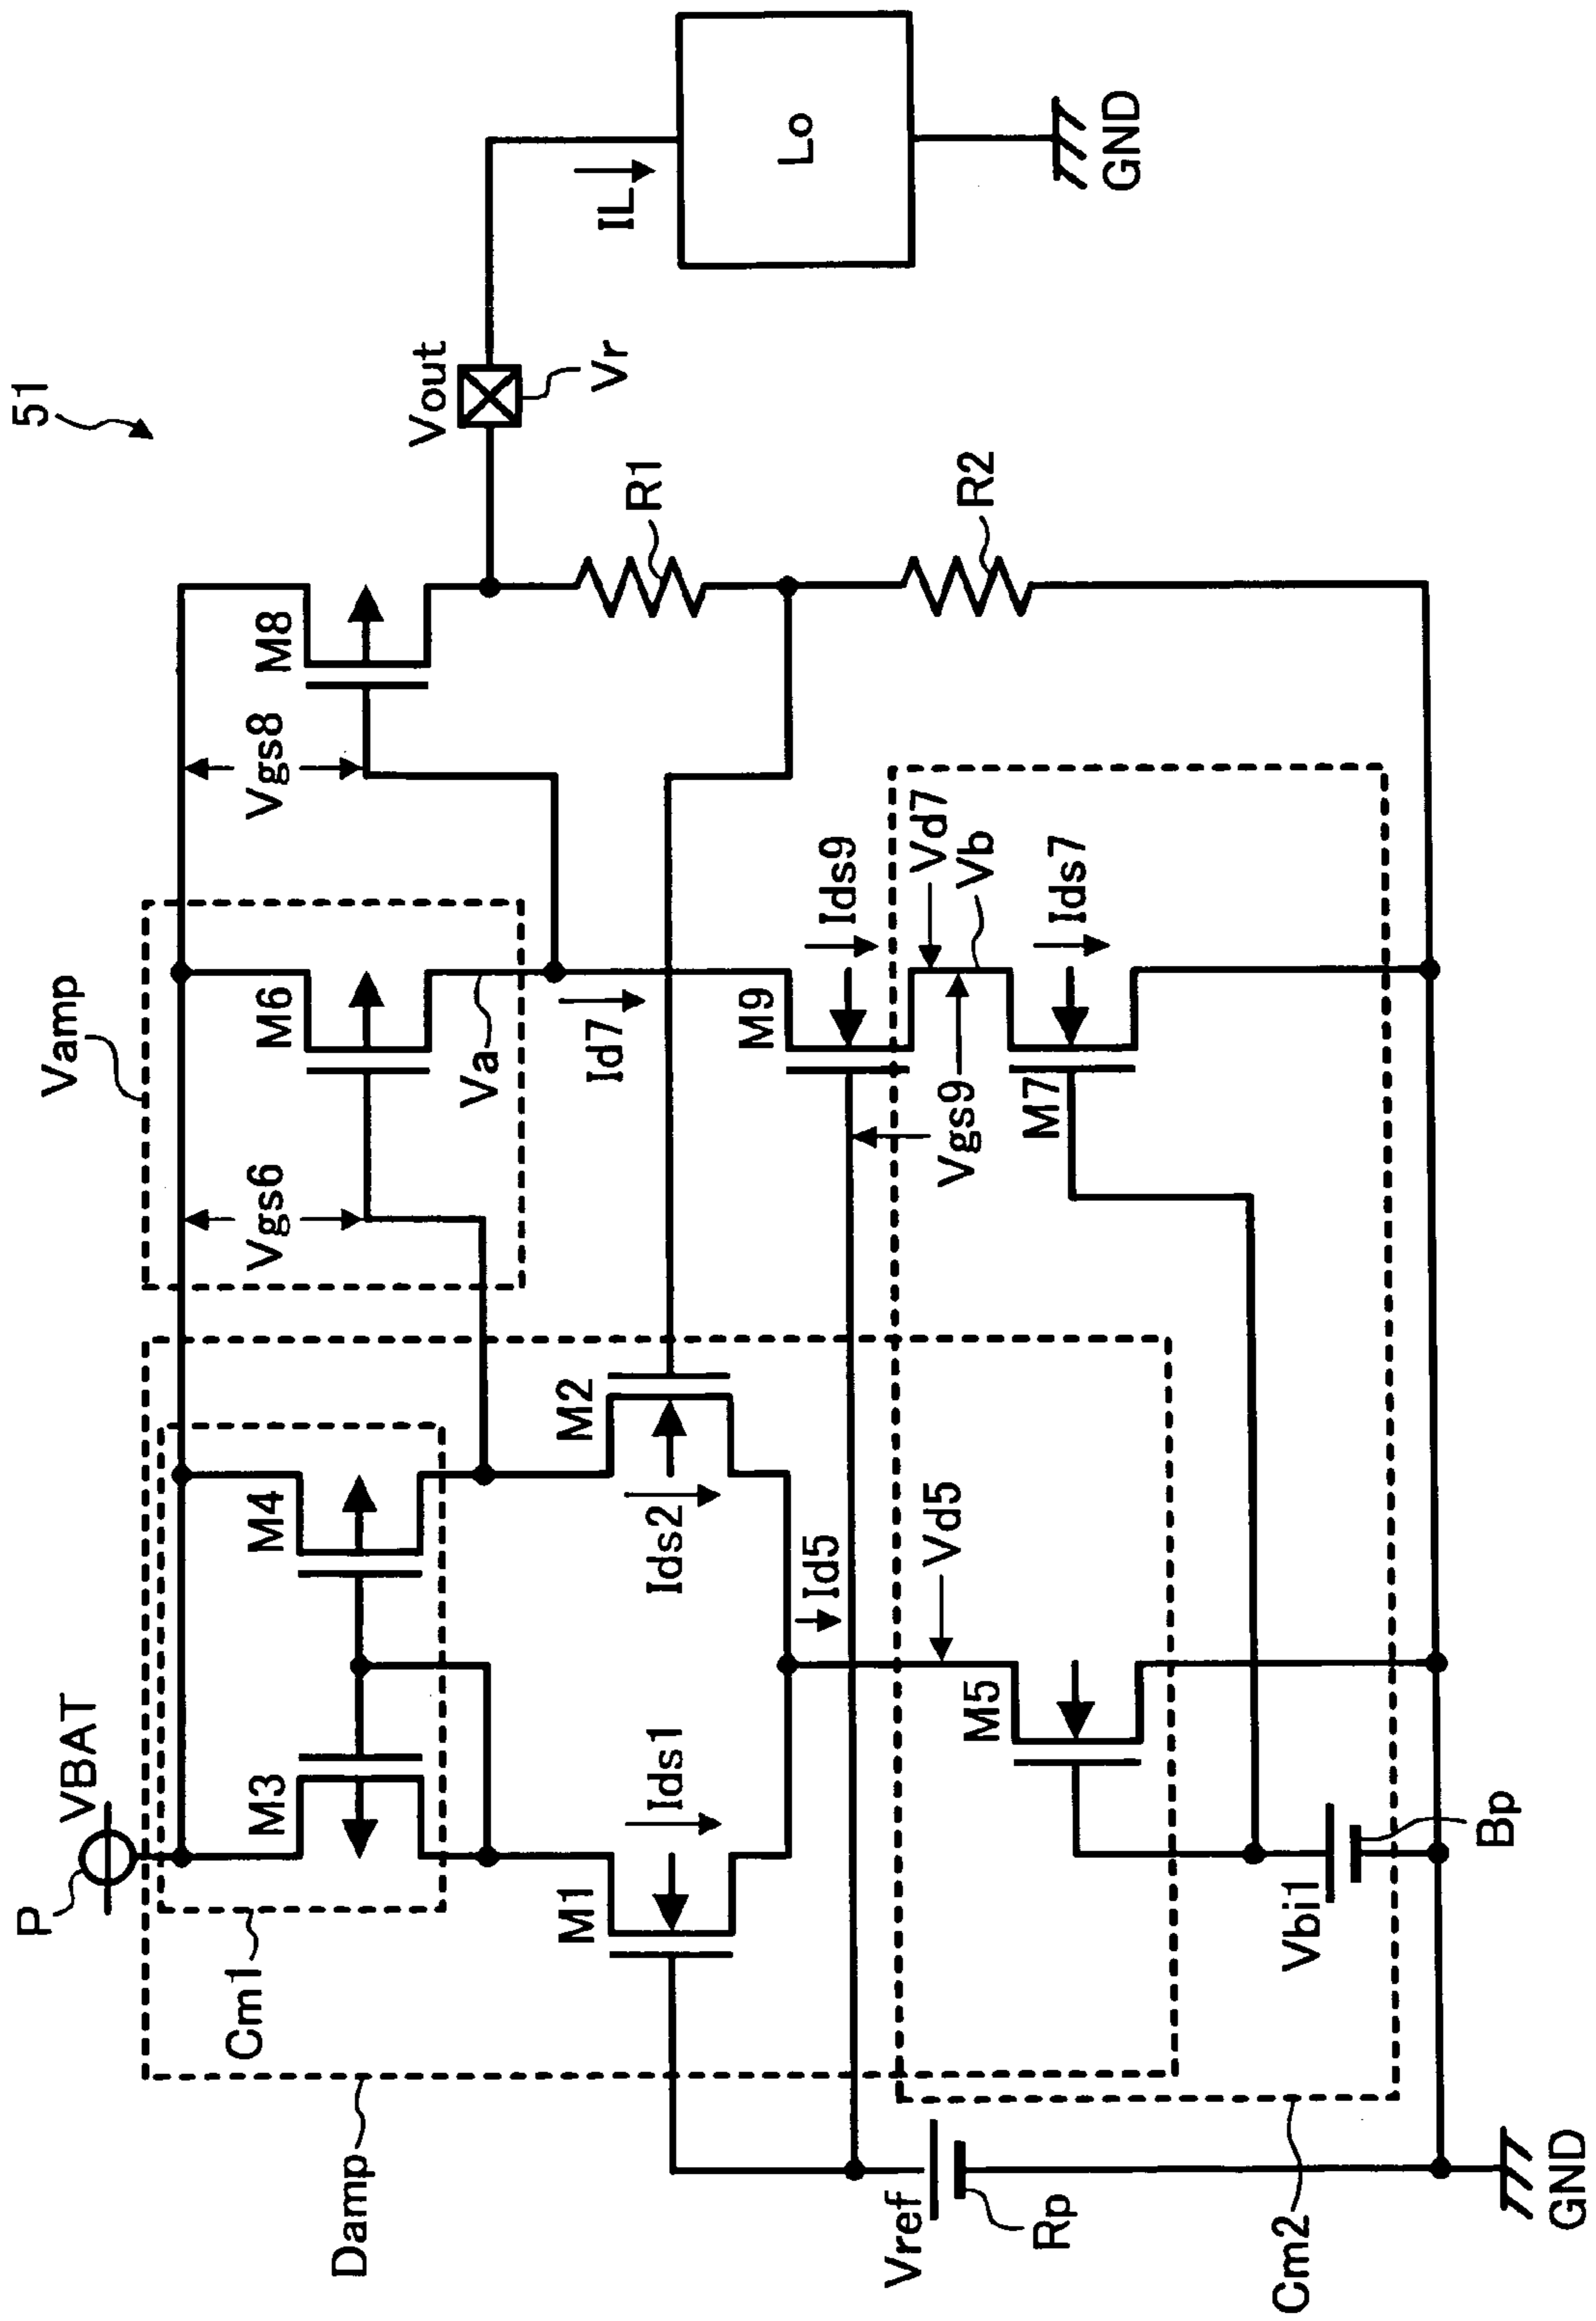 51
P
VBAT
Vamp
Damp
Cm1
M3
M4
Vgs6
M6
Vgs8
M8
Vout
Vr
IL
Lo
GND
Va
Id7
R1
R2
M1
Ids1
M2
Ids2
Id5
M9
Ids9
Vd7
Vb
Vgs9
M7
Ids7
Vd5
M5
Vref
Rp
Vbi1
Bp
Cm2
GND